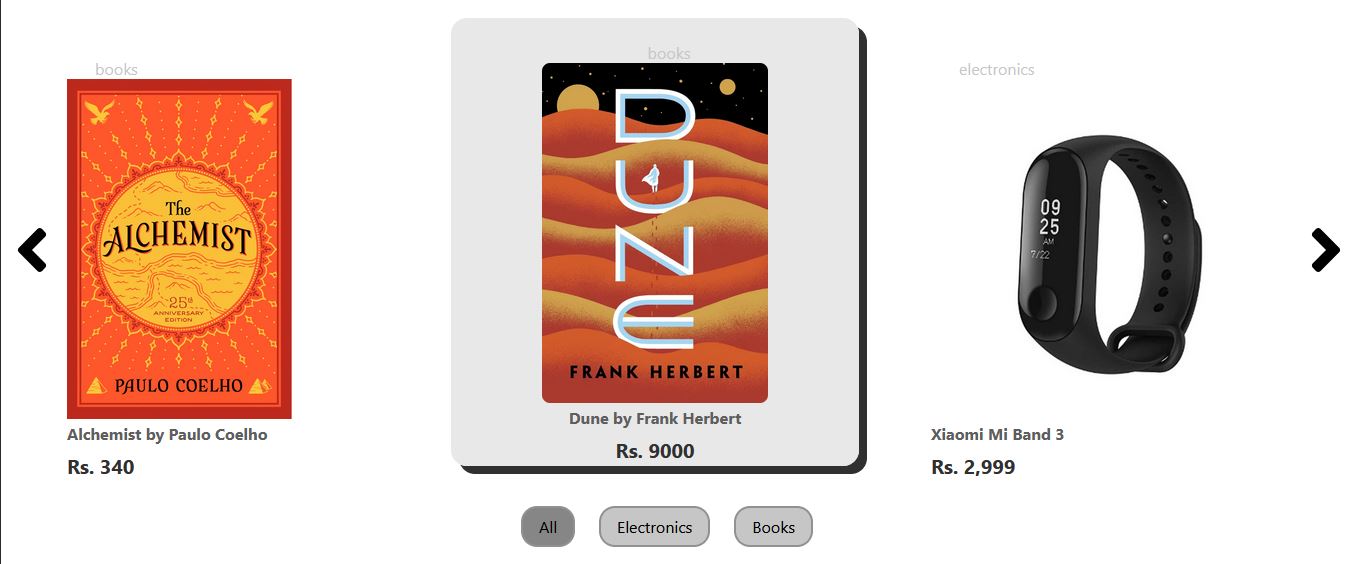 books
The
ALCHEMIST
25th
ANNIVERSARY
EDITION
PAULO COELHO
Alchemist by Paulo Coelho
Rs. 340
books
DUNE
FRANK HERBERT
Dune by Frank Herbert
Rs. 9000
electronics
09
25
AM
7/22
Xiaomi Mi Band 3
Rs. 2,999
All
Electronics
Books